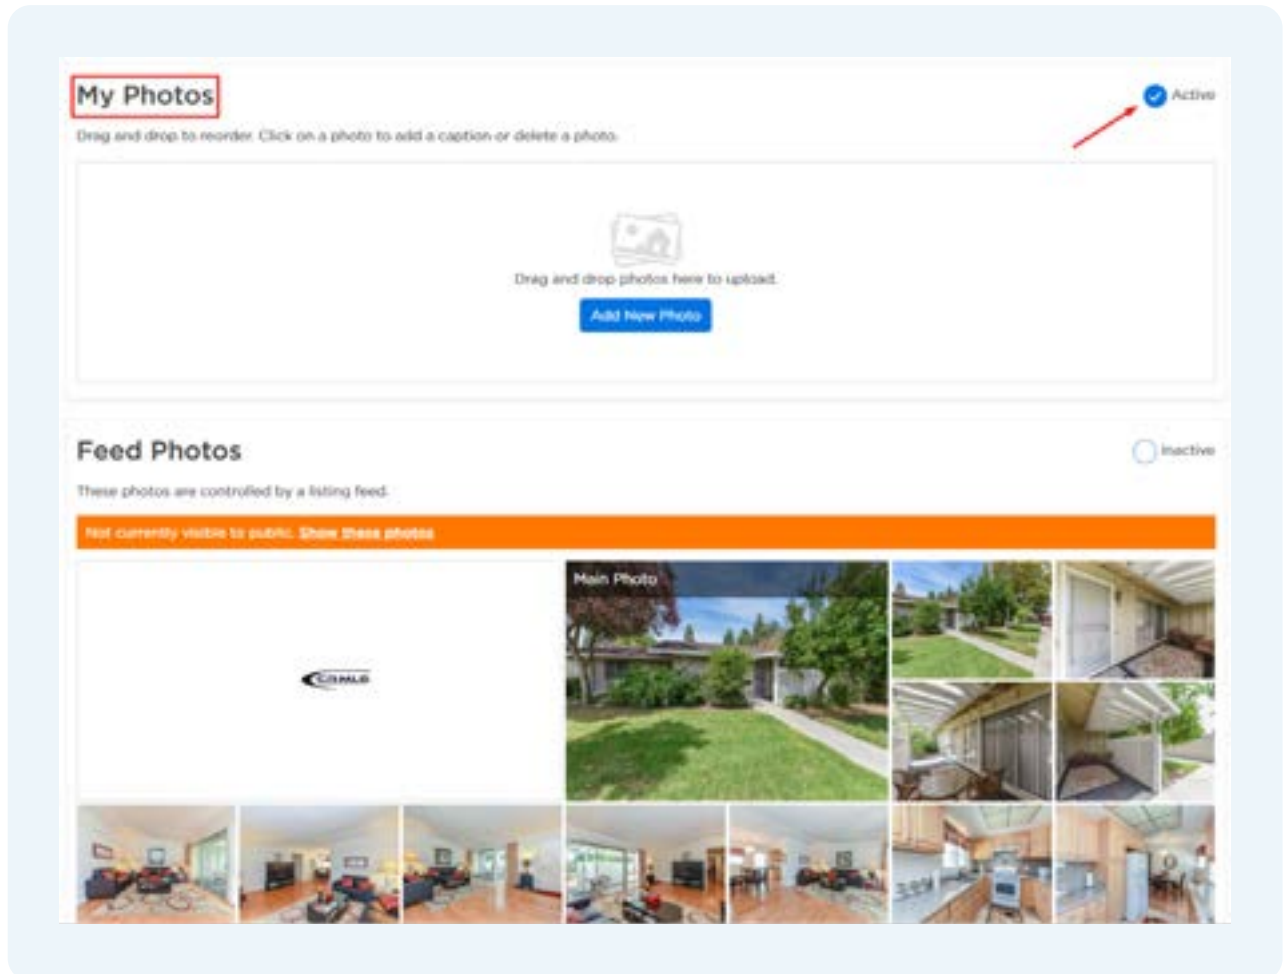 My Photos
Active
Drag and drop to reorder. Click on a photo to add a caption or delete a photo.
Drag and drop photos here to upload.
Add New Photo
Feed Photos
Inactive
These photos are controlled by a listing feed.
Not currently visible to public. Show these photos
Main Photo